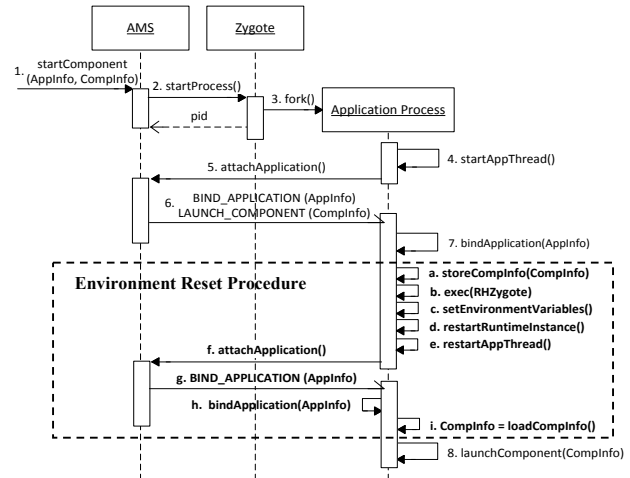 AMS
Zygote
startComponent
1. (AppInfo, CompInfo)
2. startProcess()
3. fork()
Application Process
pid
4. startAppThread()
5. attachApplication()
6. BIND_APPLICATION (AppInfo)
LAUNCH_COMPONENT (CompInfo)
7. bindApplication(AppInfo)
Environment Reset Procedure
a. storeCompInfo(CompInfo)
b. exec(RHZygote)
c. setEnvironmentVariables()
d. restartRuntimeInstance()
e. restartAppThread()
f. attachApplication()
g. BIND_APPLICATION (AppInfo)
h. bindApplication(AppInfo)
i. CompInfo = loadCompInfo()
8. launchComponent(CompInfo)